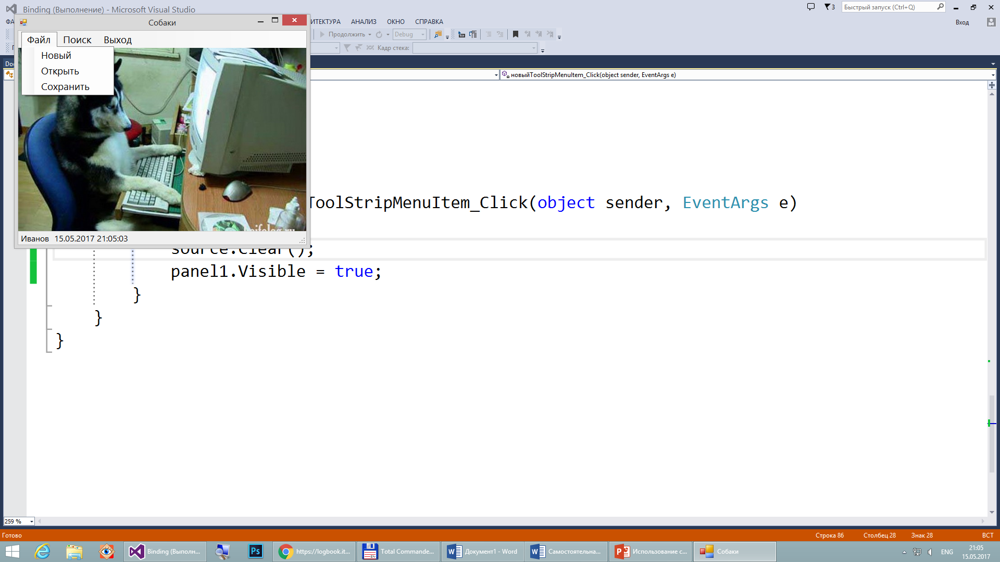 Binding (Выполнение) - Microsoft Visual Studio
3
Быстрый запуск (Ctrl+Q)
Собаки
ИТЕКТУРА АНАЛИЗ ОКНО СПРАВКА
Вход
Продолжить
Debug
Кадр стека:
Файл Поиск Выход
Новый
Открыть
Сохранить
новыйToolStripMenuItem_Click(object sender, EventArgs e)
ToolStripMenuItem_Click(object sender, EventArgs e)
Иванов 15.05.2017 21:05:03
source.Clear();
panel1.Visible = true;
}
}
}
259 %
Готово
Строка 86 Столбец 28 Знак 28 ВСТ
Binding (Выполн...
Ps
https://logbook.it...
64
Total Commande...
Документ1 - Word
Самостоятельна...
Использование с...
Собаки
ENG
21:05
15.05.2017